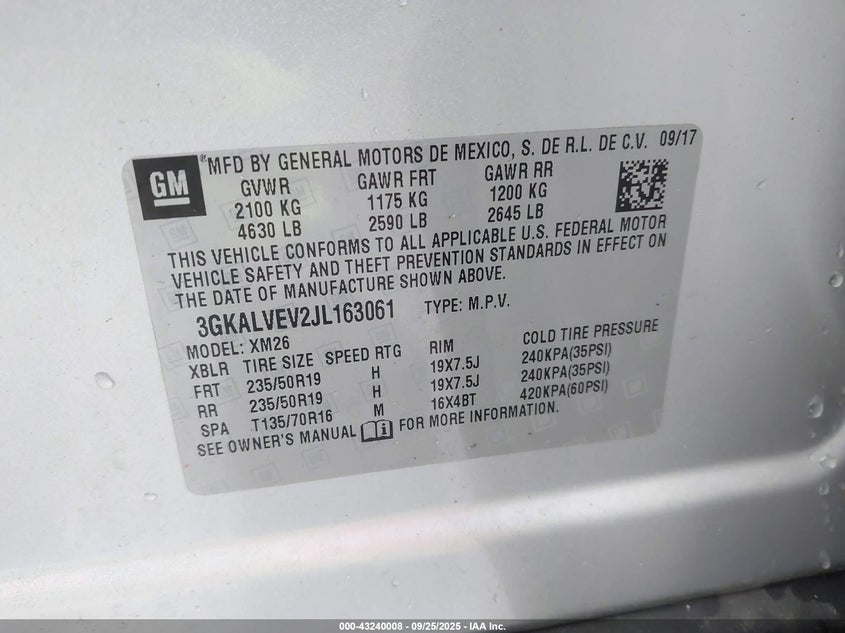 GM
®MFD BY GENERAL MOTORS DE MEXICO, S. DE R.L. DE C.V. 09/17
GVWR GAWR FRT GAWR RR
2100 KG 1175 KG 1200 KG
4630 LB 2590 LB 2645 LB
THIS VEHICLE CONFORMS TO ALL APPLICABLE U.S. FEDERAL MOTOR
VEHICLE SAFETY AND THEFT PREVENTION STANDARDS IN EFFECT ON
THE DATE OF MANUFACTURE SHOWN ABOVE.
3GKALVEV2JL163061 TYPE: M.P.V.
MODEL: XM26
XBLR TIRE SIZE SPEED RTG RIM COLD TIRE PRESSURE
FRT 235/50R19 H 19X7.5J 240KPA(35PSI)
RR 235/50R19 H 19X7.5J 240KPA(35PSI)
SPA T135/70R16 M 16X4BT 420KPA(60PSI)
SEE OWNER'S MANUAL FOR MORE INFORMATION.
000-43240008 - 09/25/2025 - IAA Inc.